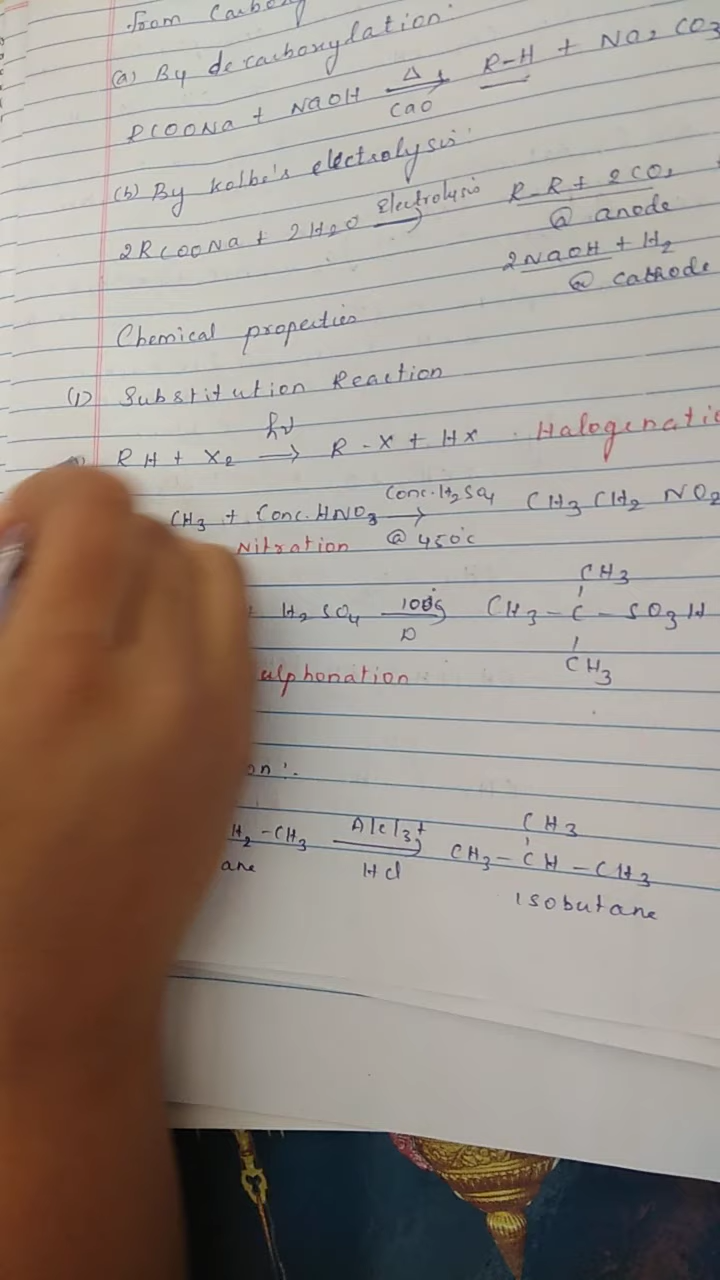 from Carbo
(a) By decarboxylation:
RCOONa + NaOH Δ CaO → R-H + Na2CO3
(b) By Kolbe's electrolysis:
2RCOONa + 2H2O Electrolysis → R-R + 2CO2
@ anode
2NaOH + H2
@ cathode
Chemical properties
(1) Substitution Reaction
RH + X2 hν → R-X + HX . Halogenatio
CH3 + Conc. HNO3 Conc. H2SO4 → CH3CH2NO2
Nitration @ 450°C
CH3
+ H2SO4 → CH3-C-SO3H
CH3
ulphonation
on:
H2-CH3 AlCl3+ HCl → CH3-CH-CH3
CH3
ane
Isobutane